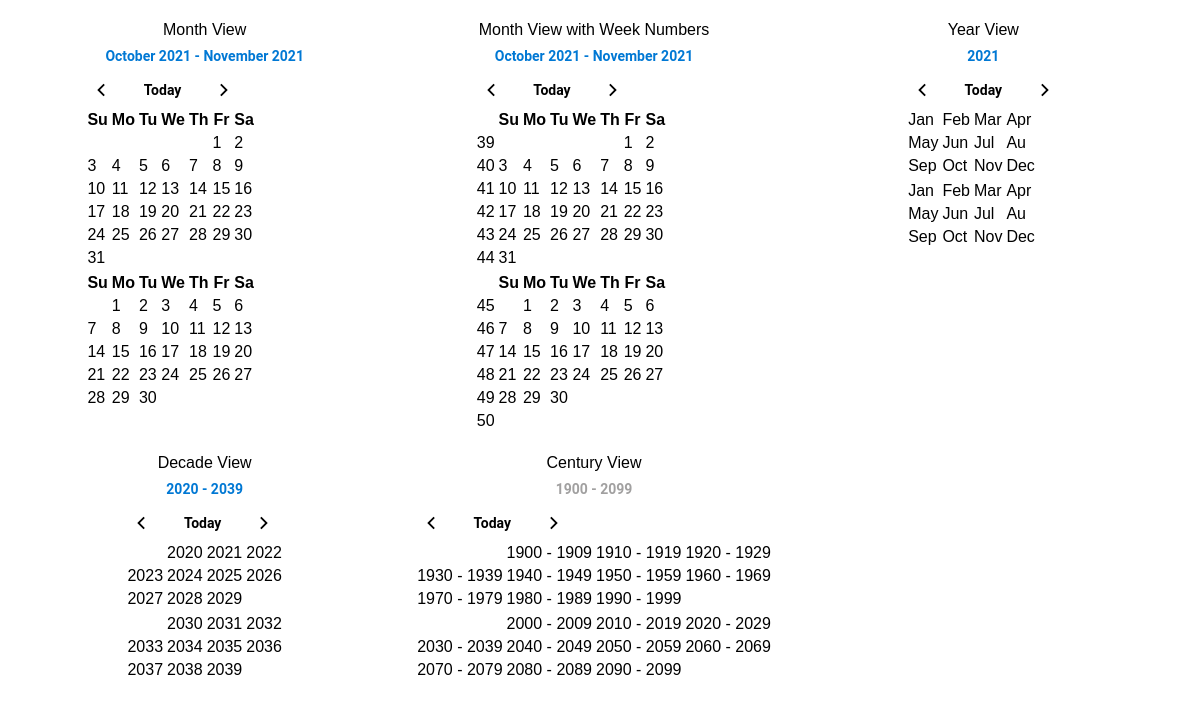 Month View
October 2021 - November 2021
Today
Su Mo Tu We Th Fr Sa
1 2
3 4 5 6 7 8 9
10 11 12 13 14 15 16
17 18 19 20 21 22 23
24 25 26 27 28 29 30
31
Su Mo Tu We Th Fr Sa
1 2 3 4 5 6
7 8 9 10 11 12 13
14 15 16 17 18 19 20
21 22 23 24 25 26 27
28 29 30
Month View with Week Numbers
October 2021 - November 2021
Today
Su Mo Tu We Th Fr Sa
39 1 2
40 3 4 5 6 7 8 9
41 10 11 12 13 14 15 16
42 17 18 19 20 21 22 23
43 24 25 26 27 28 29 30
44 31
Su Mo Tu We Th Fr Sa
45 1 2 3 4 5 6
46 7 8 9 10 11 12 13
47 14 15 16 17 18 19 20
48 21 22 23 24 25 26 27
49 28 29 30
50
Year View
2021
Today
Jan Feb Mar Apr
May Jun Jul Au
Sep Oct Nov Dec
Jan Feb Mar Apr
May Jun Jul Au
Sep Oct Nov Dec
Decade View
2020 - 2039
Today
2020 2021 2022
2023 2024 2025 2026
2027 2028 2029
2030 2031 2032
2033 2034 2035 2036
2037 2038 2039
Century View
1900 - 2099
Today
1900 - 1909 1910 - 1919 1920 - 1929
1930 - 1939 1940 - 1949 1950 - 1959 1960 - 1969
1970 - 1979 1980 - 1989 1990 - 1999
2000 - 2009 2010 - 2019 2020 - 2029
2030 - 2039 2040 - 2049 2050 - 2059 2060 - 2069
2070 - 2079 2080 - 2089 2090 - 2099